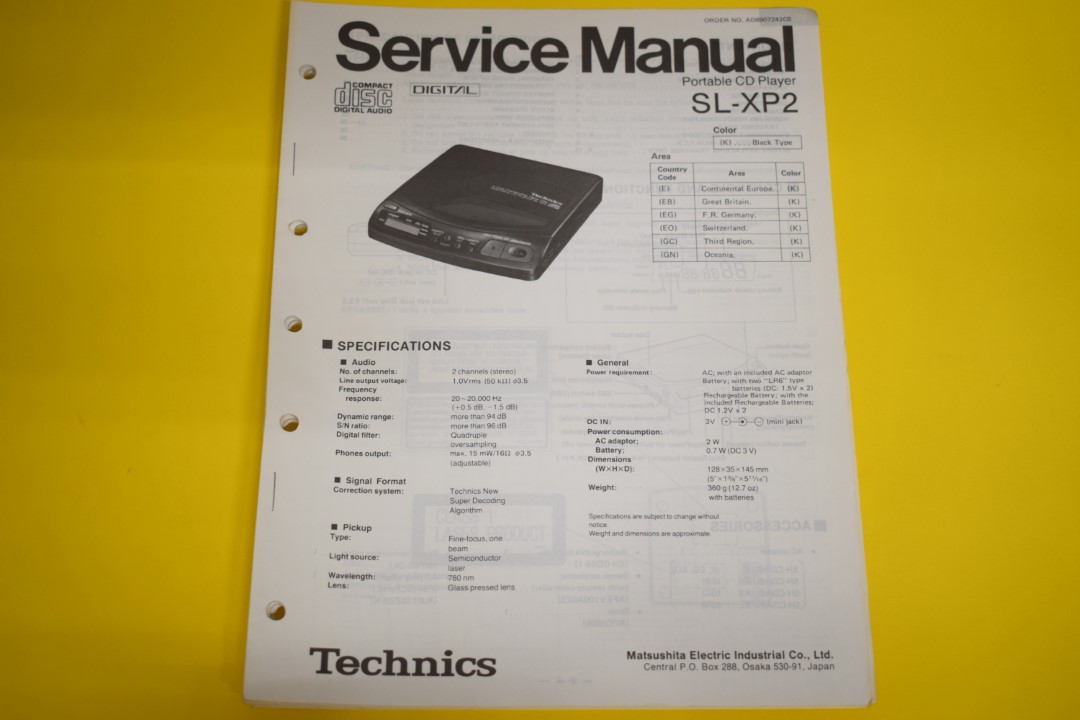 ORDER NO. AD8907242C8
Service Manual
COMPACT
disc
DIGITAL AUDIO
DIGITAL
Portable CD Player
SL-XP2
Color
(K) .... Black Type
Area
Country Code Area Color
(E) Continental Europe. (K)
(EB) Great Britain. (K)
(EG) F.R. Germany. (K)
(EO) Switzerland. (K)
(GC) Third Region. (K)
(GN) Oceania. (K)
Technics
■ SPECIFICATIONS
■ Audio
No. of channels: 2 channels (stereo)
Line output voltage: 1.0Vrms (50 kΩ) ø3.5
Frequency
response: 20~20,000 Hz
(+0.5 dB, −1.5 dB)
Dynamic range: more than 94 dB
S/N ratio: more than 96 dB
Digital filter: Quadruple
oversampling
Phones output: max. 15 mW/16Ω ø3.5
(adjustable)
■ Signal Format
Correction system: Technics New
Super Decoding
Algorithm
■ Pickup
Type: Fine-focus, one
beam
Light source: Semiconductor
laser
Wavelength: 780 nm
Lens: Glass pressed lens
■ General
Power requirement: AC; with an included AC adaptor
Battery; with two "LR6" type
batteries (DC: 1.5V x 2)
Rechargeable Battery; with the
included Rechargeable Batteries;
DC 1.2V x 2
DC IN: 3V (mini jack)
Power consumption:
AC adaptor: 2 W
Battery: 0.7 W (DC 3 V)
Dimensions
(W×H×D): 128×35×145 mm
(5"×1 3/8"×5 11/16")
Weight: 360 g (12.7 oz)
with batteries
Specifications are subject to change without
notice.
Weight and dimensions are approximate.
Technics
Matsushita Electric Industrial Co., Ltd.
Central P.O. Box 288, Osaka 530-91, Japan